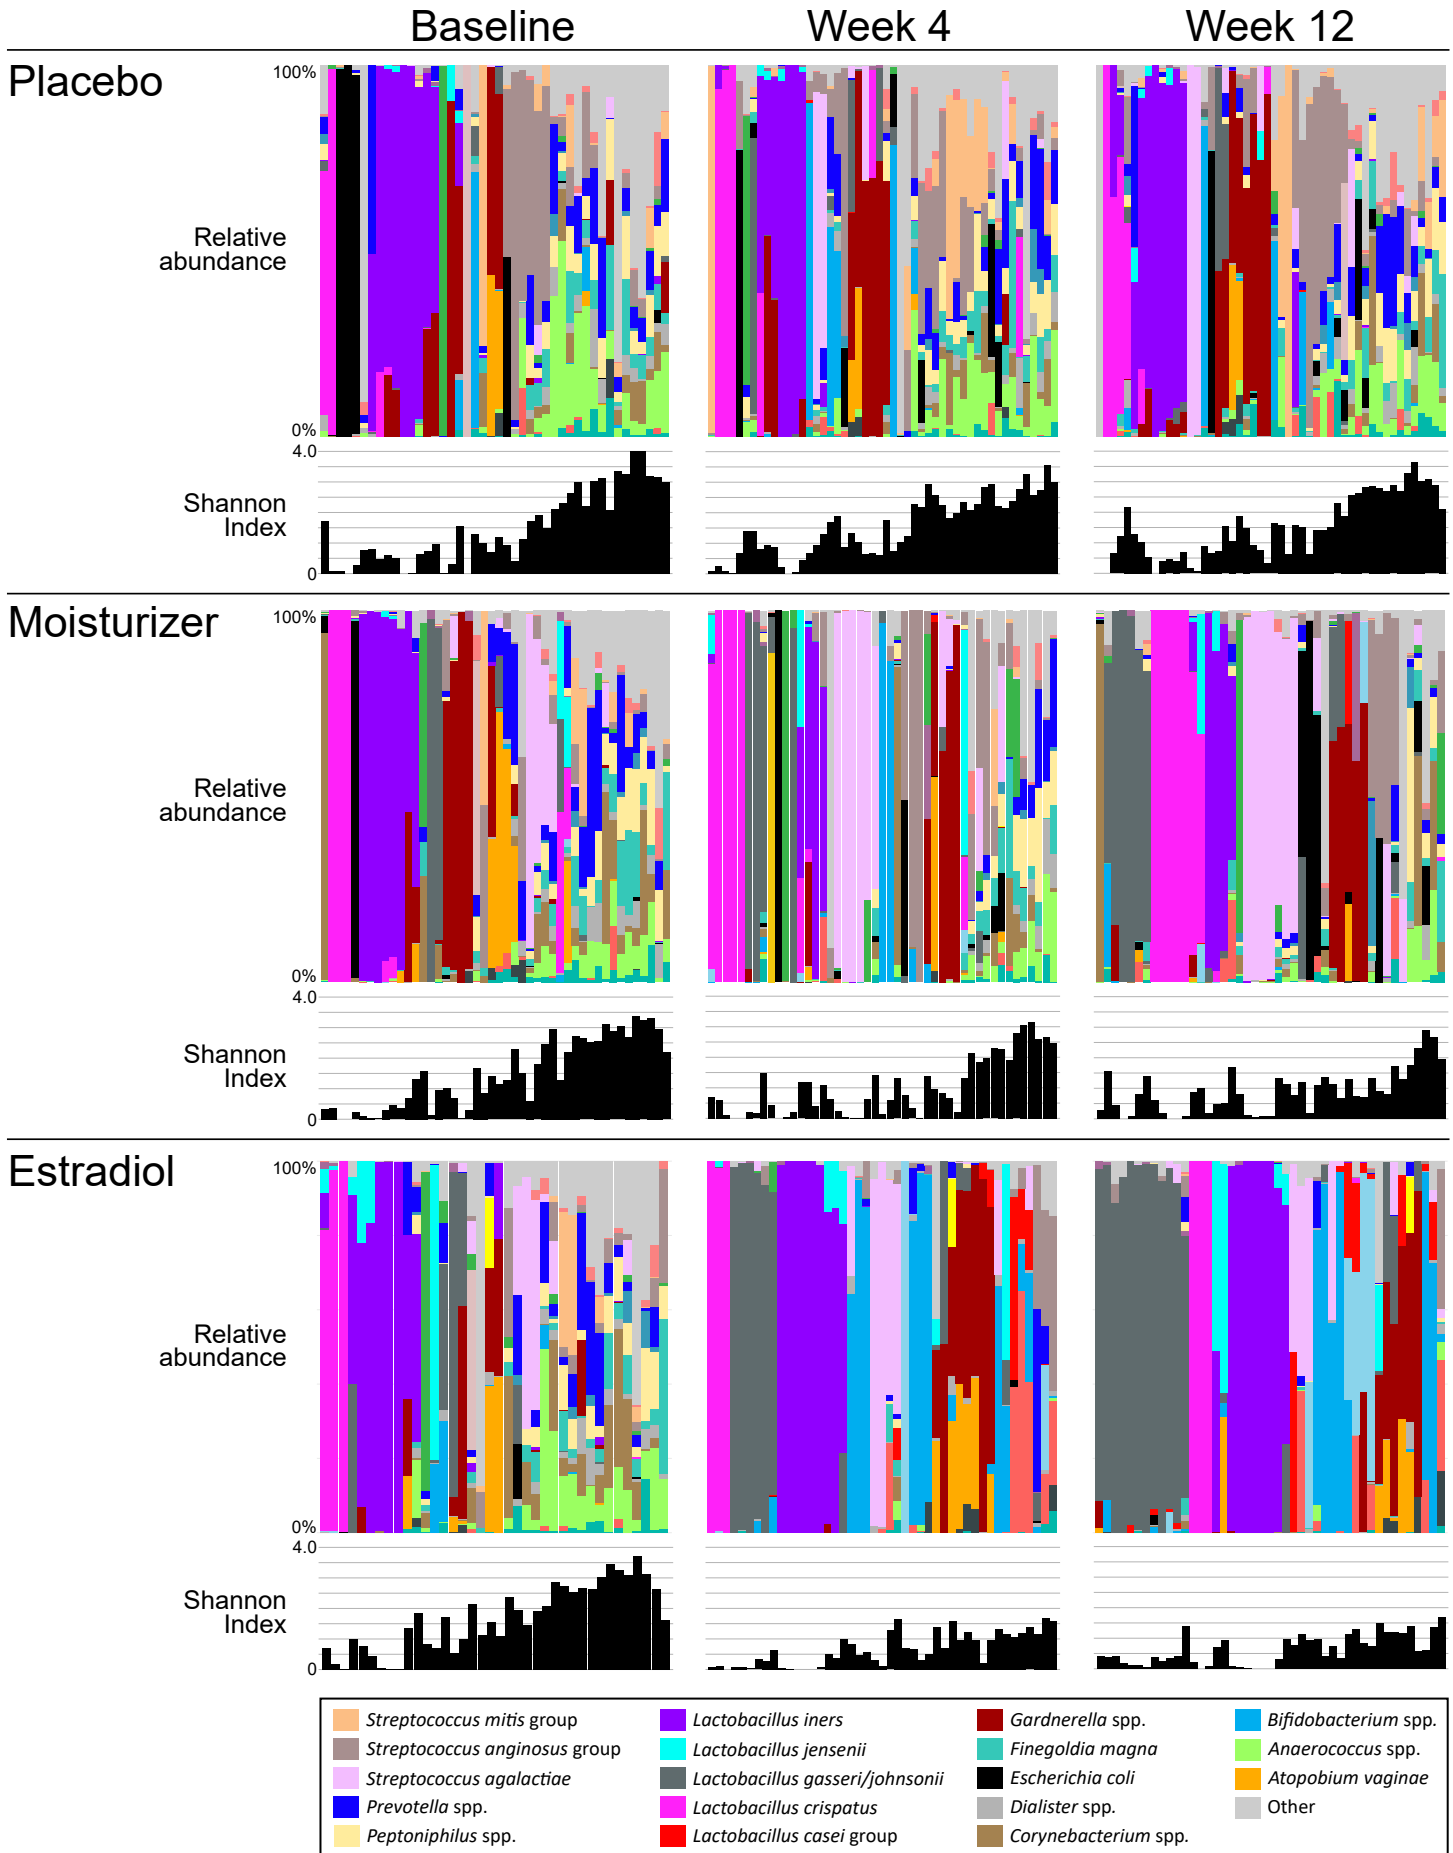 Baseline Week 4 Week 12
Placebo
100%
Relative
abundance
0%
4.0
Shannon
Index
0
Moisturizer
100%
Relative
abundance
0%
4.0
Shannon
Index
0
Estradiol
100%
Relative
abundance
0%
4.0
Shannon
Index
0
Streptococcus mitis group
Streptococcus anginosus group
Streptococcus agalactiae
Prevotella spp.
Peptoniphilus spp.
Lactobacillus iners
Lactobacillus jensenii
Lactobacillus gasseri/johnsonii
Lactobacillus crispatus
Lactobacillus casei group
Gardnerella spp.
Finegoldia magna
Escherichia coli
Dialister spp.
Corynebacterium spp.
Bifidobacterium spp.
Anaerococcus spp.
Atopobium vaginae
Other